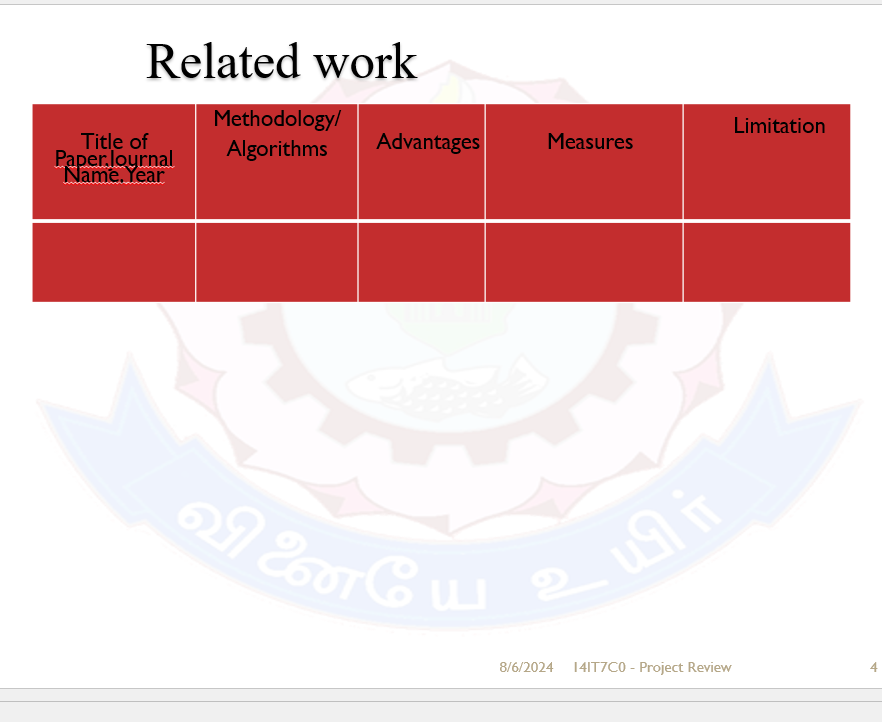 Related work
Title of
Paper.Journal
Name.Year
Methodology/
Algorithms
Advantages
Measures
Limitation
வினையே உயிர்
8/6/2024 14IT7C0 - Project Review 4